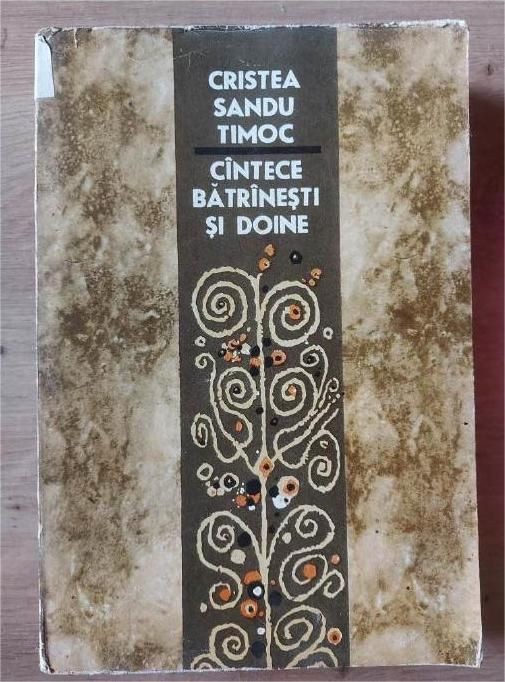 CRISTEA
SANDU
TIMOC
CÎNTECE
BĂTRÎNEȘTI
ȘI DOINE